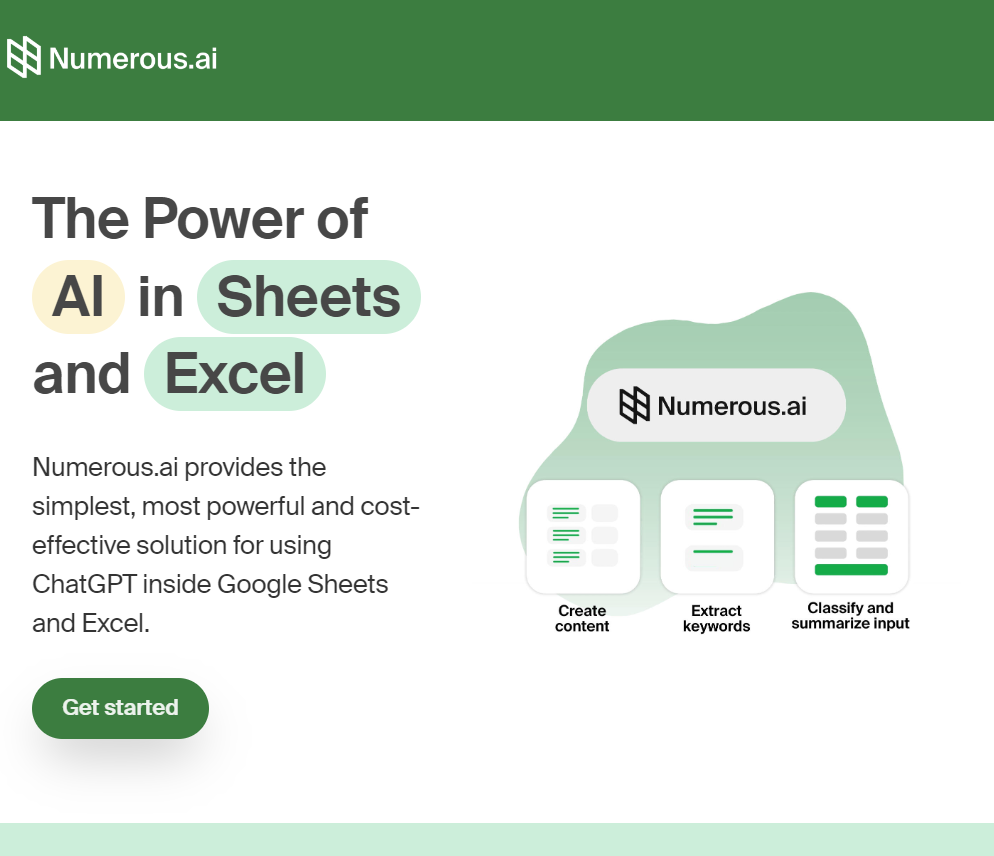 Numerous.ai
The Power of
AI in Sheets
and Excel
Numerous.ai provides the
simplest, most powerful and cost-
effective solution for using
ChatGPT inside Google Sheets
and Excel.
Get started
Numerous.ai
Create
content
Extract
keywords
Classify and
summarize input